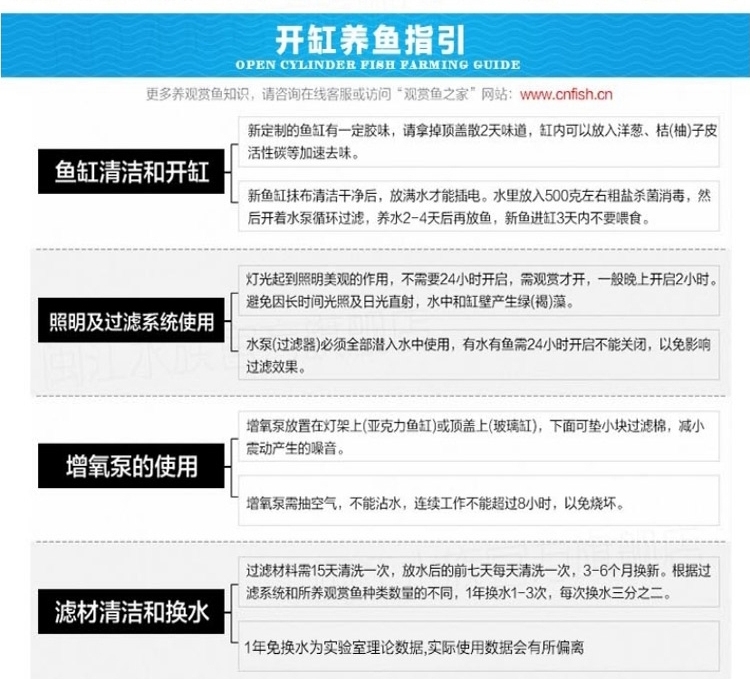 开缸养鱼指引
OPEN CYLINDER FISH FARMING GUIDE
更多养观赏鱼知识，请咨询在线客服或访问“观赏鱼之家”网站：www.cnfish.cn
鱼缸清洁和开缸
新定制的鱼缸有一定胶味，请拿掉顶盖散2天味道，缸内可以放入洋葱、桔(柚)子皮
活性碳等加速去味。
新鱼缸抹布清洁干净后，放满水才能插电。水里放入500克左右粗盐杀菌消毒，然
后开着水泵循环过滤，养水2-4天后再放鱼，新鱼进缸3天内不要喂食。
照明及过滤系统使用
灯光起到照明美观的作用，不需要24小时开启，需观赏才开，一般晚上开启2小时。
避免因长时间光照及日光直射，水中和缸壁产生绿(褐)藻。
水泵(过滤器)必须全部潜入水中使用，有水有鱼需24小时开启不能关闭，以免影响
过滤效果。
增氧泵的使用
增氧泵放置在灯架上(亚克力鱼缸)或顶盖上(玻璃缸)，下面可垫小块过滤棉，减小
震动产生的噪音。
增氧泵需抽空气，不能沾水，连续工作不能超过8小时，以免烧坏。
滤材清洁和换水
过滤材料需15天清洗一次，放水后的前七天每天清洗一次，3-6个月换新。根据过
滤系统和所养观赏鱼种类数量的不同，1年换水1-3次，每次换水三分之二。
1年免换水为实验室理论数据,实际使用数据会有所偏离